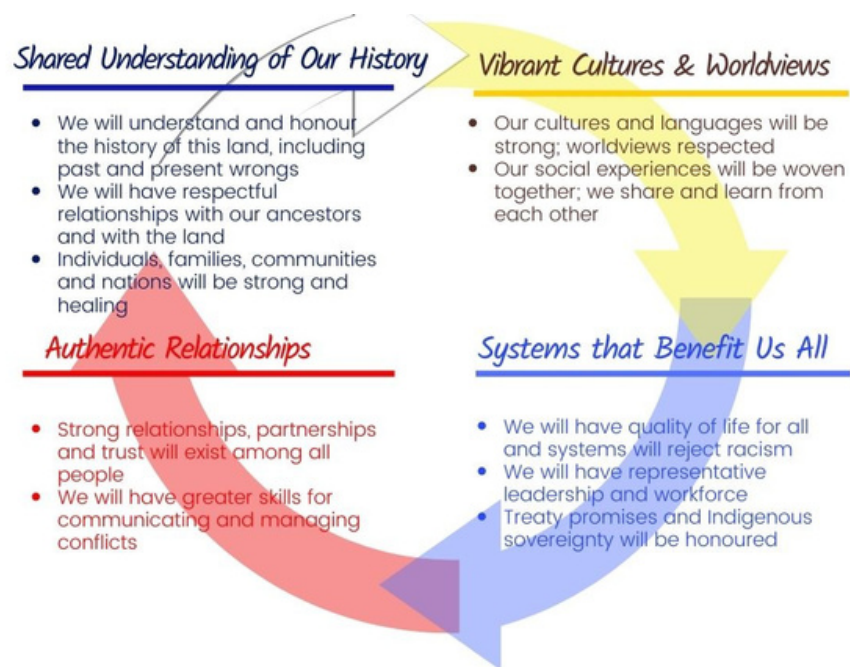 Shared Understanding of Our History
• We will understand and honour
the history of this land, including
past and present wrongs
• We will have respectful
relationships with our ancestors
and with the land
• Individuals, families, communities
and nations will be strong and
healing
Vibrant Cultures & Worldviews
• Our cultures and languages will be
strong; worldviews respected
• Our social experiences will be woven
together; we share and learn from
each other
Authentic Relationships
• Strong relationships, partnerships
and trust will exist among all
people
• We will have greater skills for
communicating and managing
conflicts
Systems that Benefit Us All
• We will have quality of life for all
and systems will reject racism
• We will have representative
leadership and workforce
• Treaty promises and Indigenous
sovereignty will be honoured